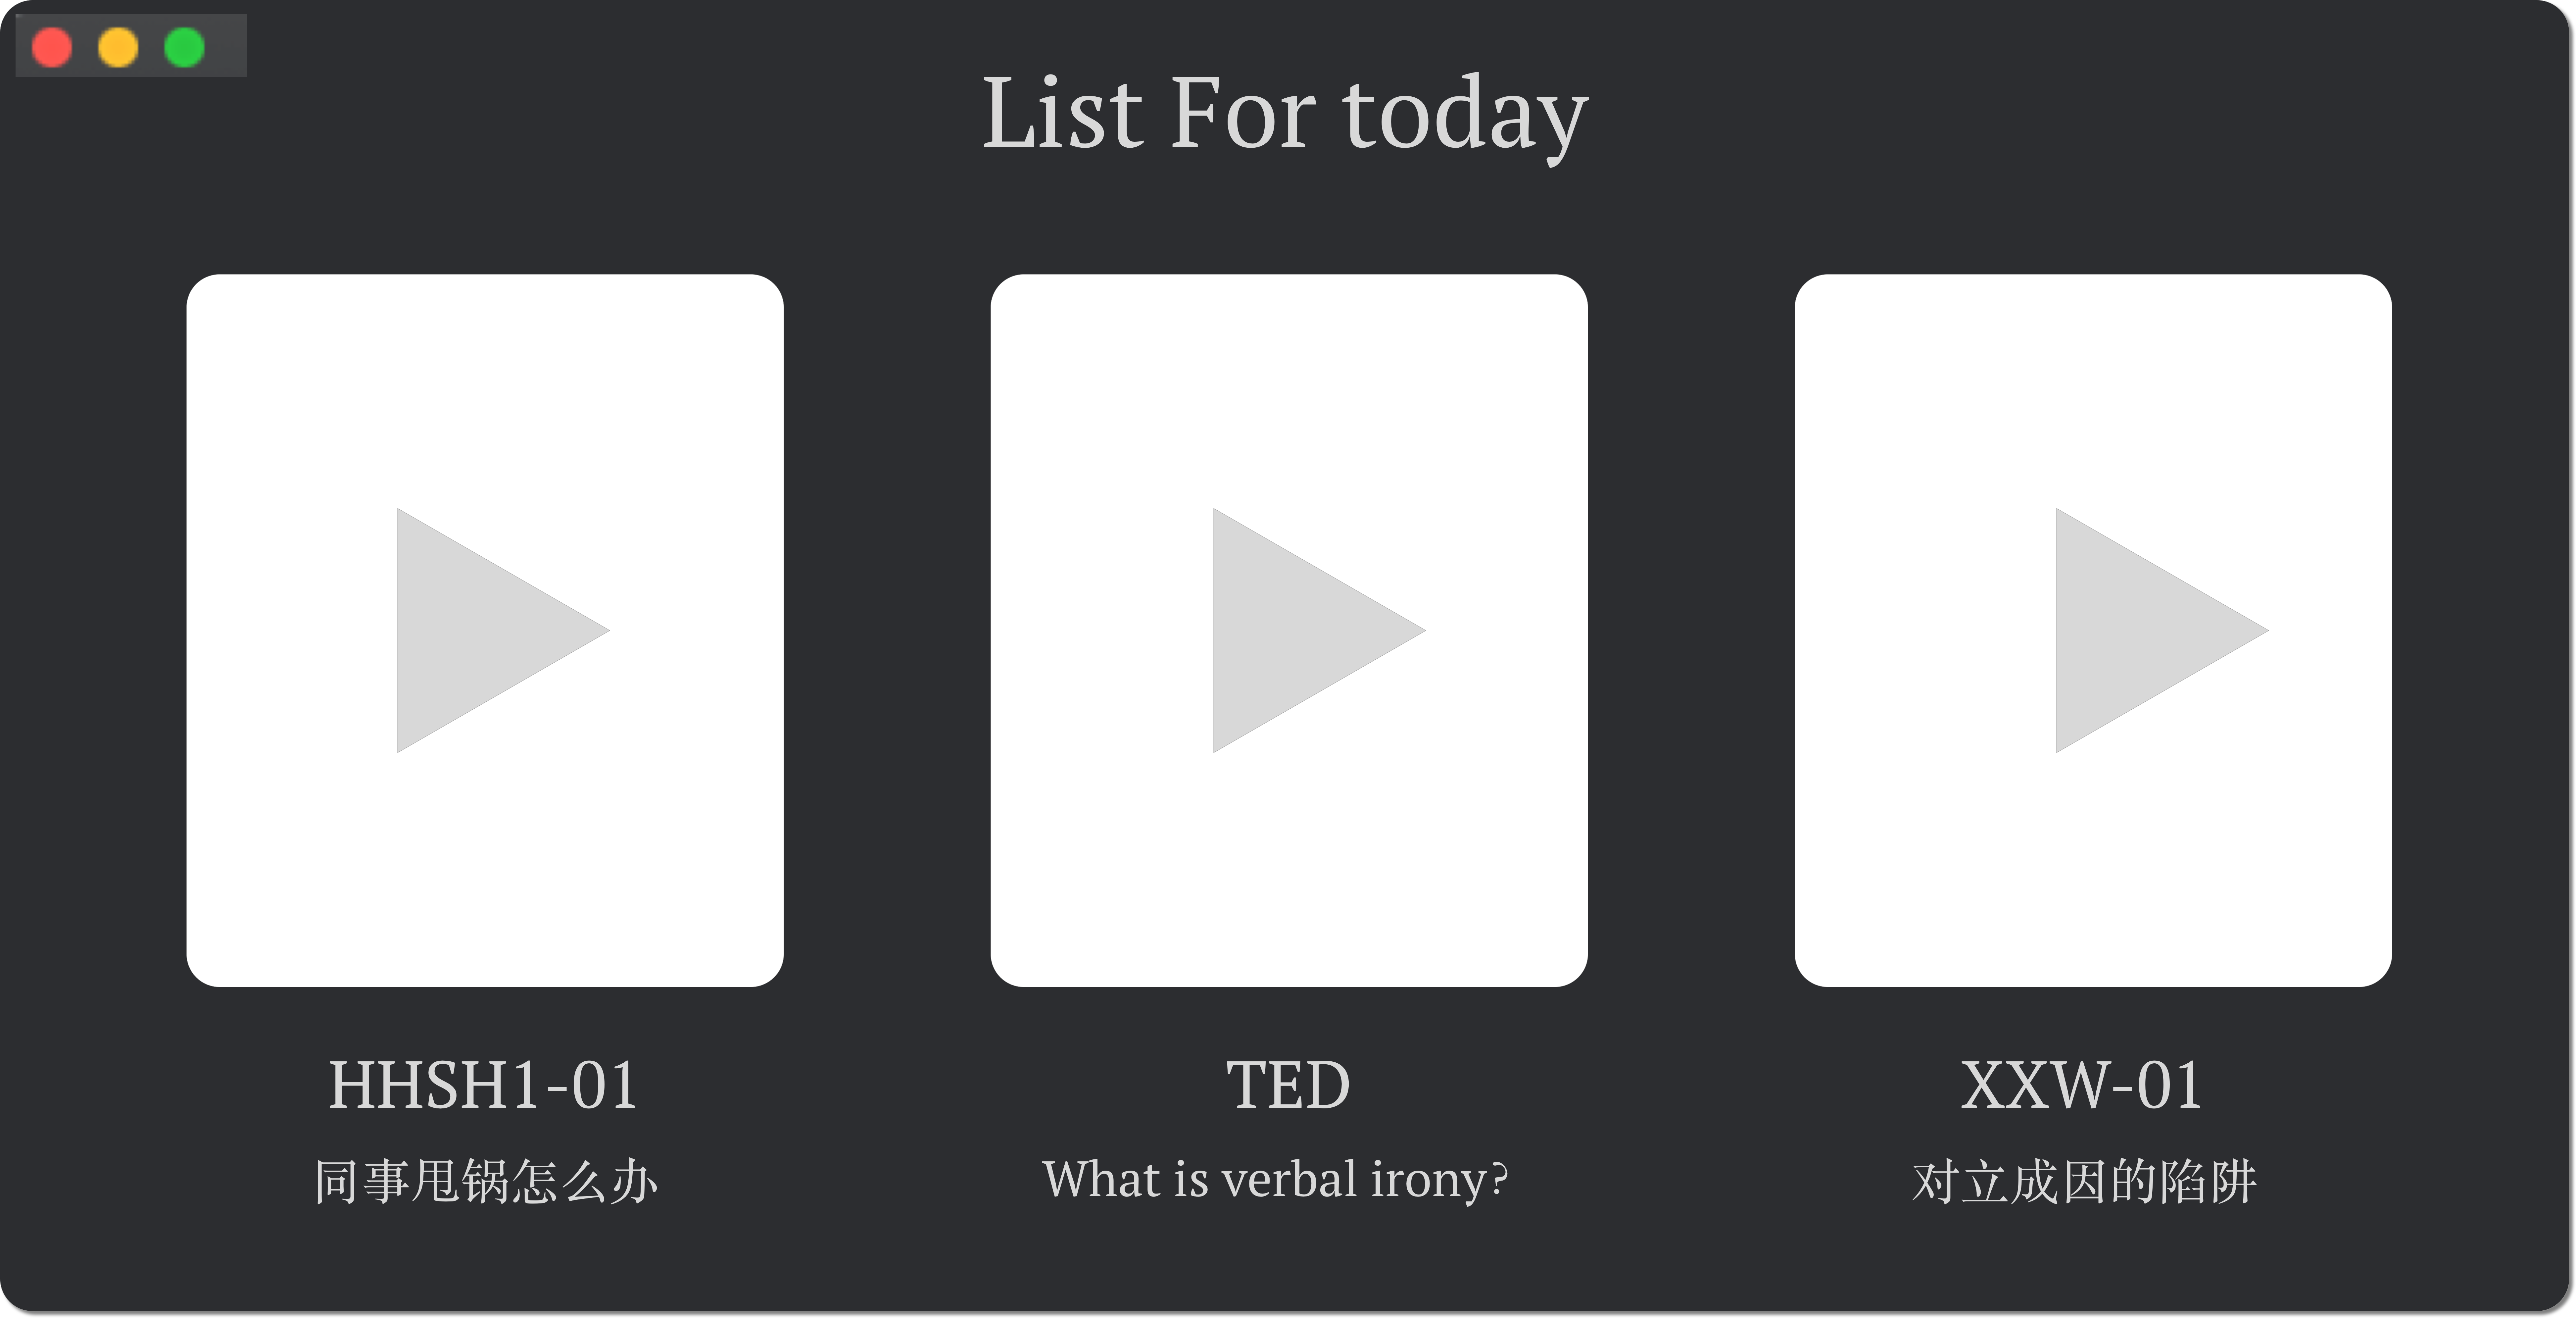 List For today
HHSH1-01
同事甩锅怎么办
TED
What is verbal irony?
XXW-01
对立成因的陷阱